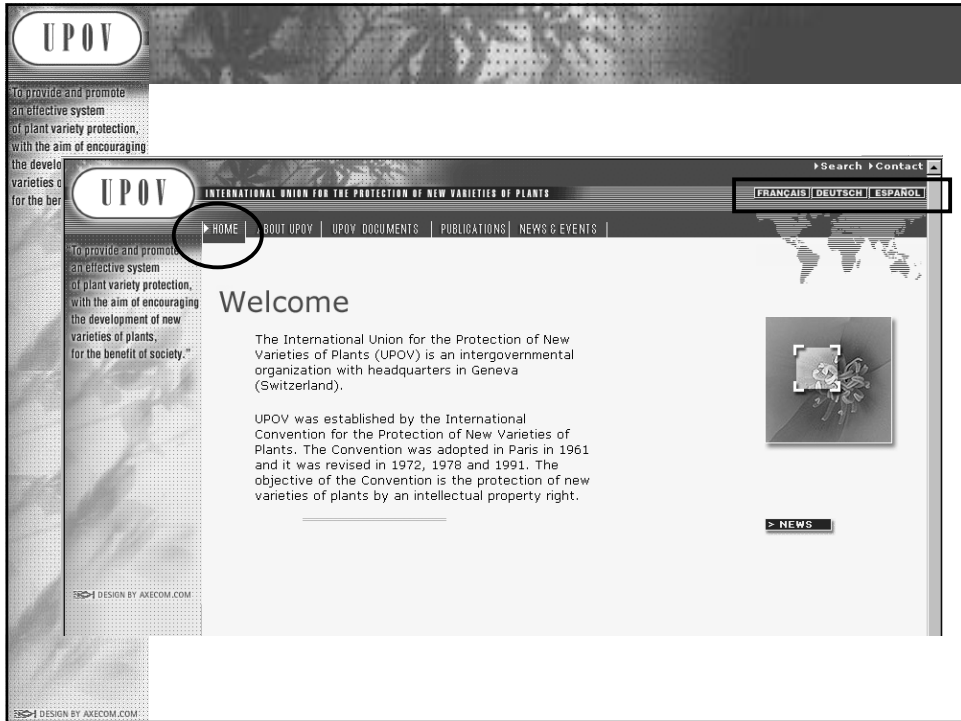 UPOV
"To provide and promote
an effective system
of plant variety protection,
with the aim of encouraging
the develo
varieties o
for the ber
Search Contact
UPOV
INTERNATIONAL UNION FOR THE PROTECTION OF NEW VARIETIES OF PLANTS
FRANÇAIS DEUTSCH ESPAÑOL
HOME ABOUT UPOV UPOV DOCUMENTS PUBLICATIONS NEWS & EVENTS
"To provide and promote
an effective system
of plant variety protection,
with the aim of encouraging
the development of new
varieties of plants,
for the benefit of society."
Welcome
The International Union for the Protection of New
Varieties of Plants (UPOV) is an intergovernmental
organization with headquarters in Geneva
(Switzerland).
UPOV was established by the International
Convention for the Protection of New Varieties of
Plants. The Convention was adopted in Paris in 1961
and it was revised in 1972, 1978 and 1991. The
objective of the Convention is the protection of new
varieties of plants by an intellectual property right.
> NEWS
DESIGN BY AXECOM.COM
DESIGN BY AXECOM.COM